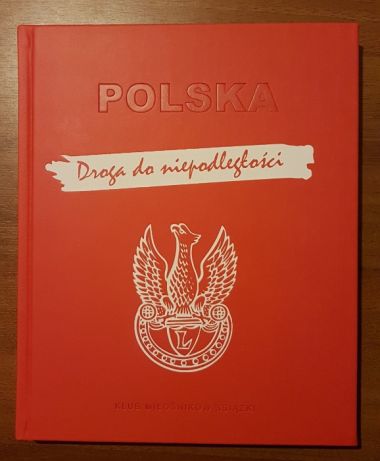 POLSKA
Droga do niepodległości
L
KLUB MIŁOŚNIKÓW KSIĄŻKI